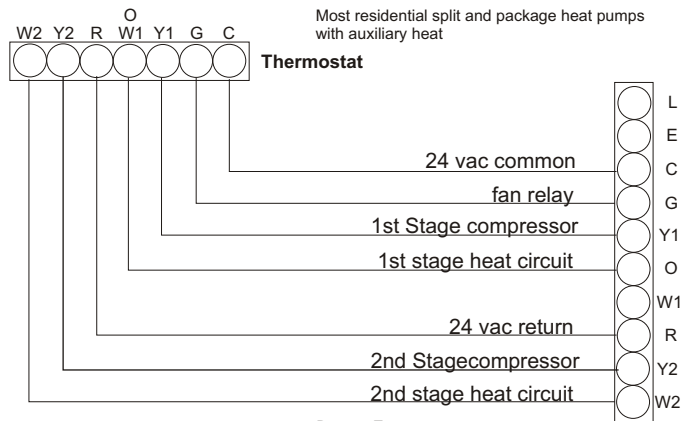 Most residential split and package heat pumps
with auxiliary heat
O
W2 Y2 R W1 Y1 G C
Thermostat
L
E
24 vac common C
fan relay G
1st Stage compressor Y1
1st stage heat circuit O
W1
24 vac return R
2nd Stagecompressor Y2
2nd stage heat circuit W2